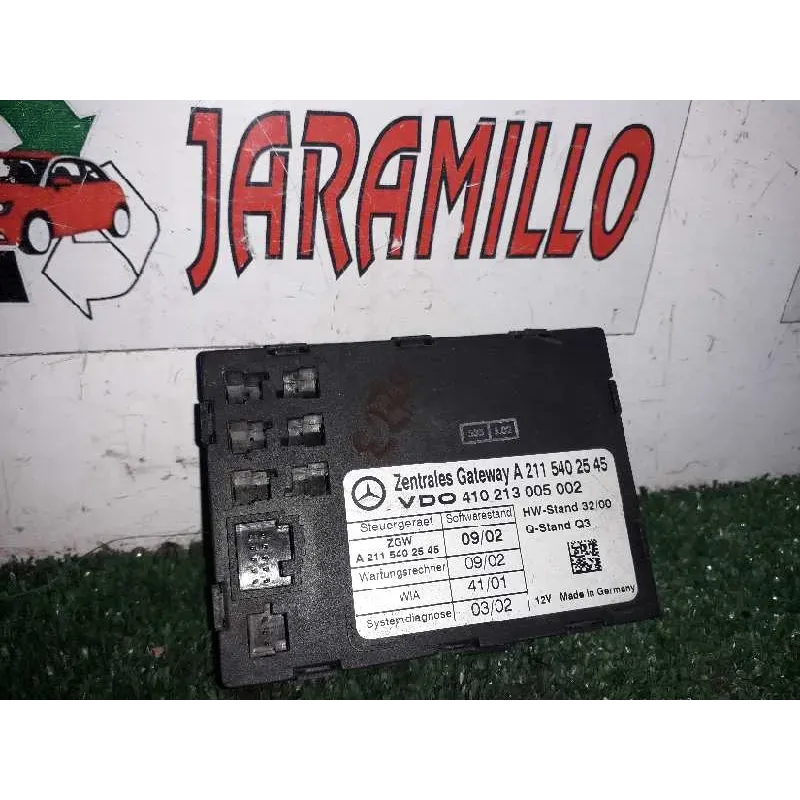 JARAMILLO
Zentrales Gateway A 211 540 25 45
VDO 410 213 005 002
Steuergeraet Softwarestand HW-Stand 32/00
ZGW 09/02 Q-Stand Q3
A 211 540 25 45
Wartungsrechner 09/02
WIA 41/01
Systemdiagnose 03/02
12V Made in Germany